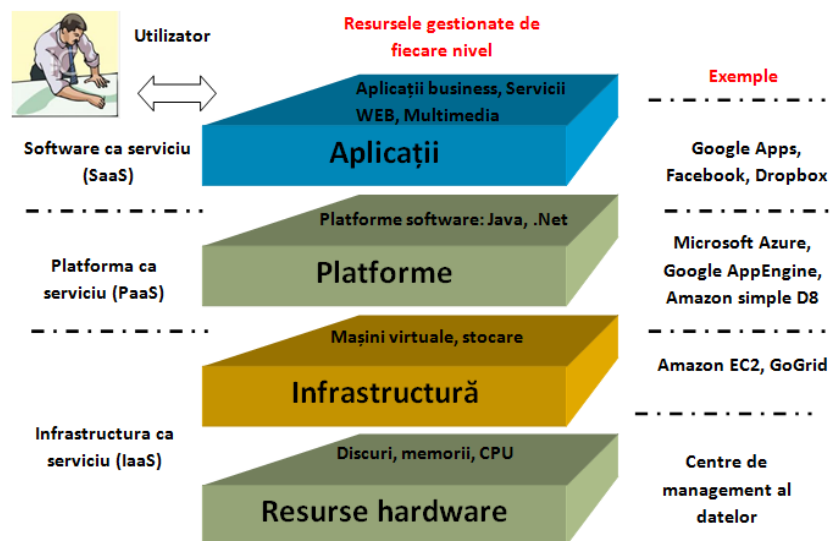 Utilizator
Resursele gestionate de
fiecare nivel
Exemple
Aplicații business, Servicii
WEB, Multimedia
Aplicații
Software ca serviciu
(SaaS)
Google Apps,
Facebook, Dropbox
Platforme software: Java, .Net
Platforme
Platforma ca
serviciu (PaaS)
Microsoft Azure,
Google AppEngine,
Amazon simple D8
Mașini virtuale, stocare
Infrastructură
Amazon EC2, GoGrid
Infrastructura ca
serviciu (IaaS)
Discuri, memorii, CPU
Resurse hardware
Centre de
management al
datelor